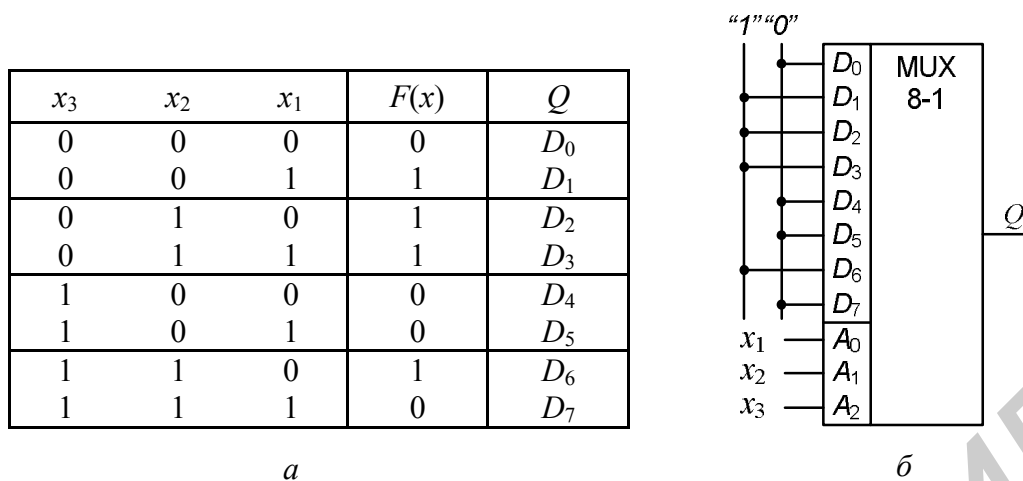 x₃ x₂ x₁ F(x) Q
0 0 0 0 D₀
0 0 1 1 D₁
0 1 0 1 D₂
0 1 1 1 D₃
1 0 0 0 D₄
1 0 1 0 D₅
1 1 0 1 D₆
1 1 1 0 D₇
а
“1” “0”
D₀ MUX
D₁ 8-1
D₂
D₃
D₄
D₅ Q
D₆
D₇
x₁ A₀
x₂ A₁
x₃ A₂
б